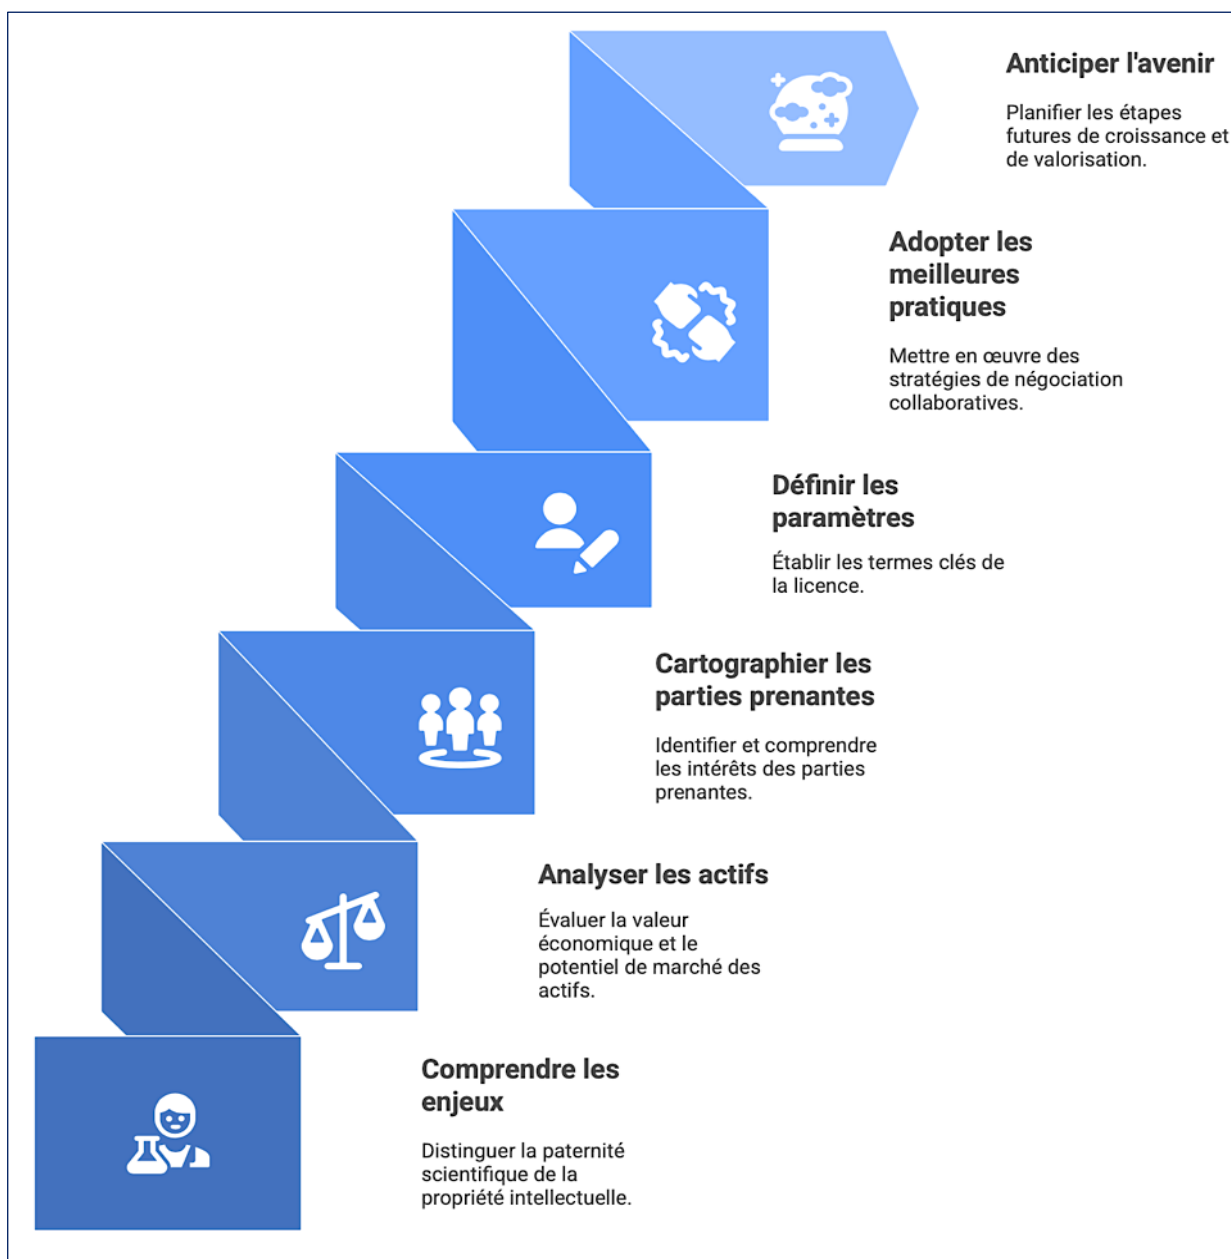 Anticiper l'avenir
Planifier les étapes
futures de croissance et
de valorisation.
Adopter les
meilleures
pratiques
Mettre en œuvre des
stratégies de négociation
collaboratives.
Définir les
paramètres
Établir les termes clés de
la licence.
Cartographier les
parties prenantes
Identifier et comprendre
les intérêts des parties
prenantes.
Analyser les actifs
Évaluer la valeur
économique et le
potentiel de marché des
actifs.
Comprendre les
enjeux
Distinguer la paternité
scientifique de la
propriété intellectuelle.